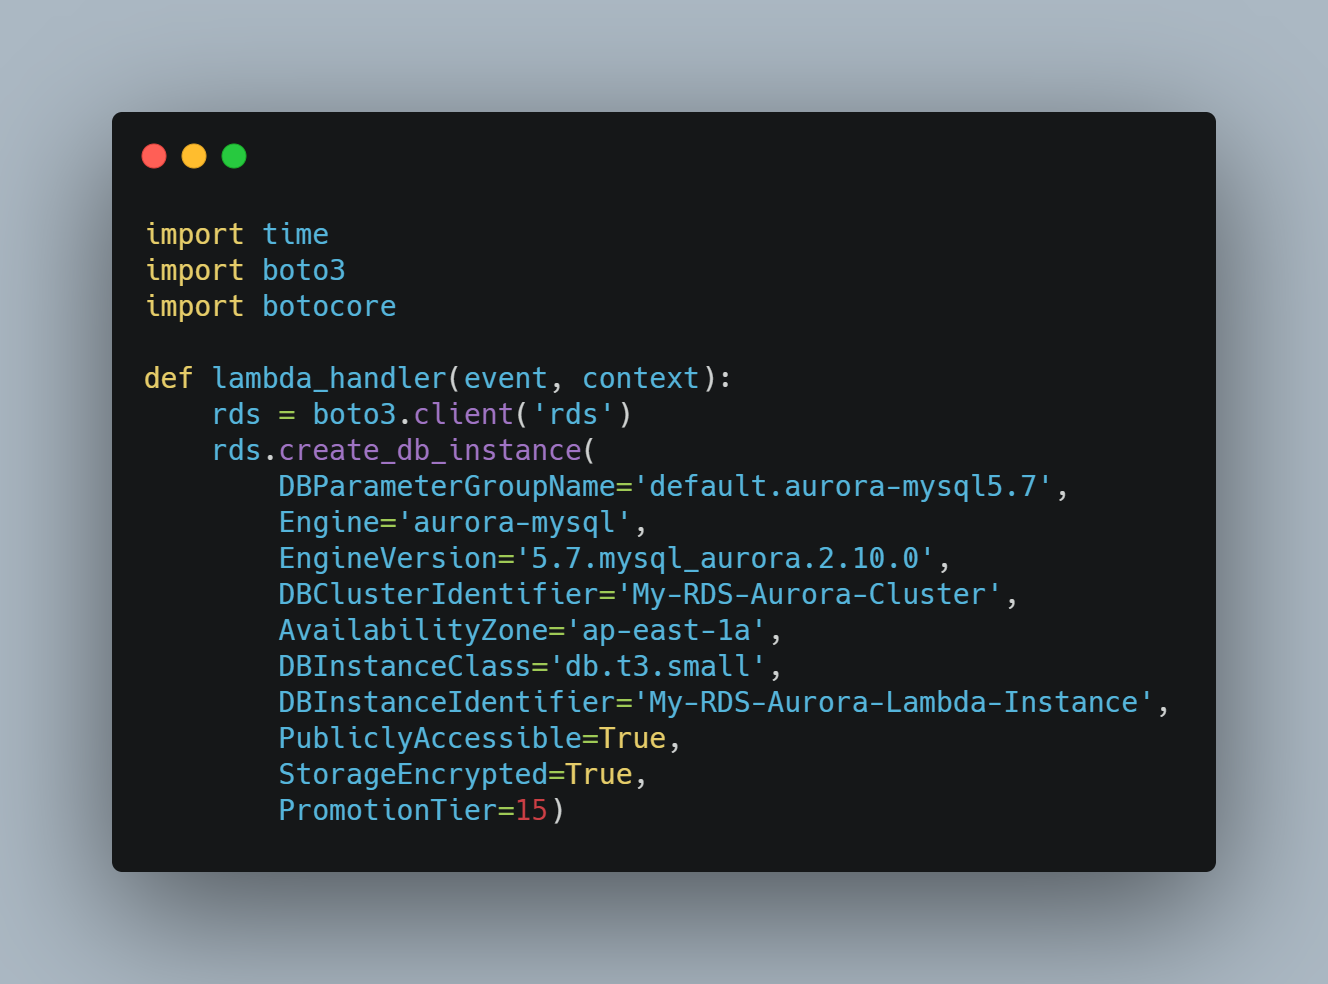 import time
import boto3
import botocore

def lambda_handler(event, context):
    rds = boto3.client('rds')
    rds.create_db_instance(
        DBParameterGroupName='default.aurora-mysql5.7',
        Engine='aurora-mysql',
        EngineVersion='5.7.mysql_aurora.2.10.0',
        DBClusterIdentifier='My-RDS-Aurora-Cluster',
        AvailabilityZone='ap-east-1a',
        DBInstanceClass='db.t3.small',
        DBInstanceIdentifier='My-RDS-Aurora-Lambda-Instance',
        PubliclyAccessible=True,
        StorageEncrypted=True,
        PromotionTier=15)